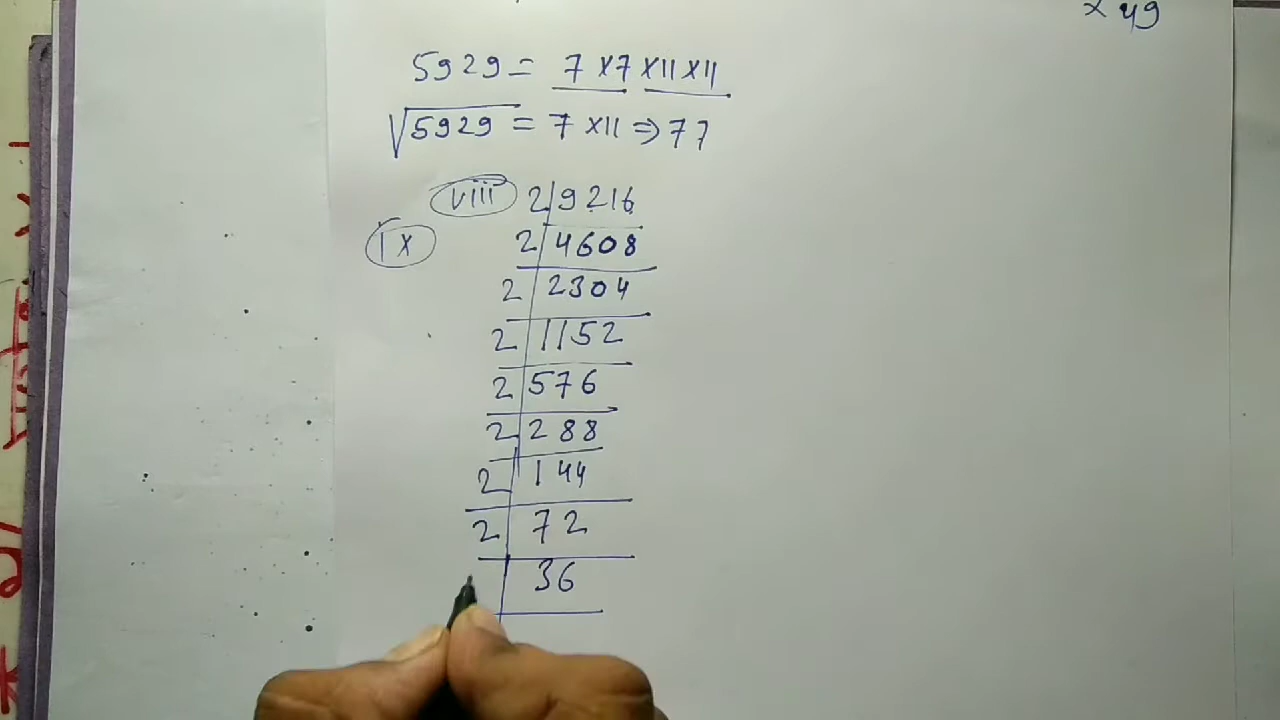 × 49
5929 = 7 × 7 × 11 × 11
√5929 = 7 × 11 ⇒ 77
viii 2 | 9216
ix 2 | 4608
2 | 2304
2 | 1152
2 | 576
2 | 288
2 | 144
2 | 72
36